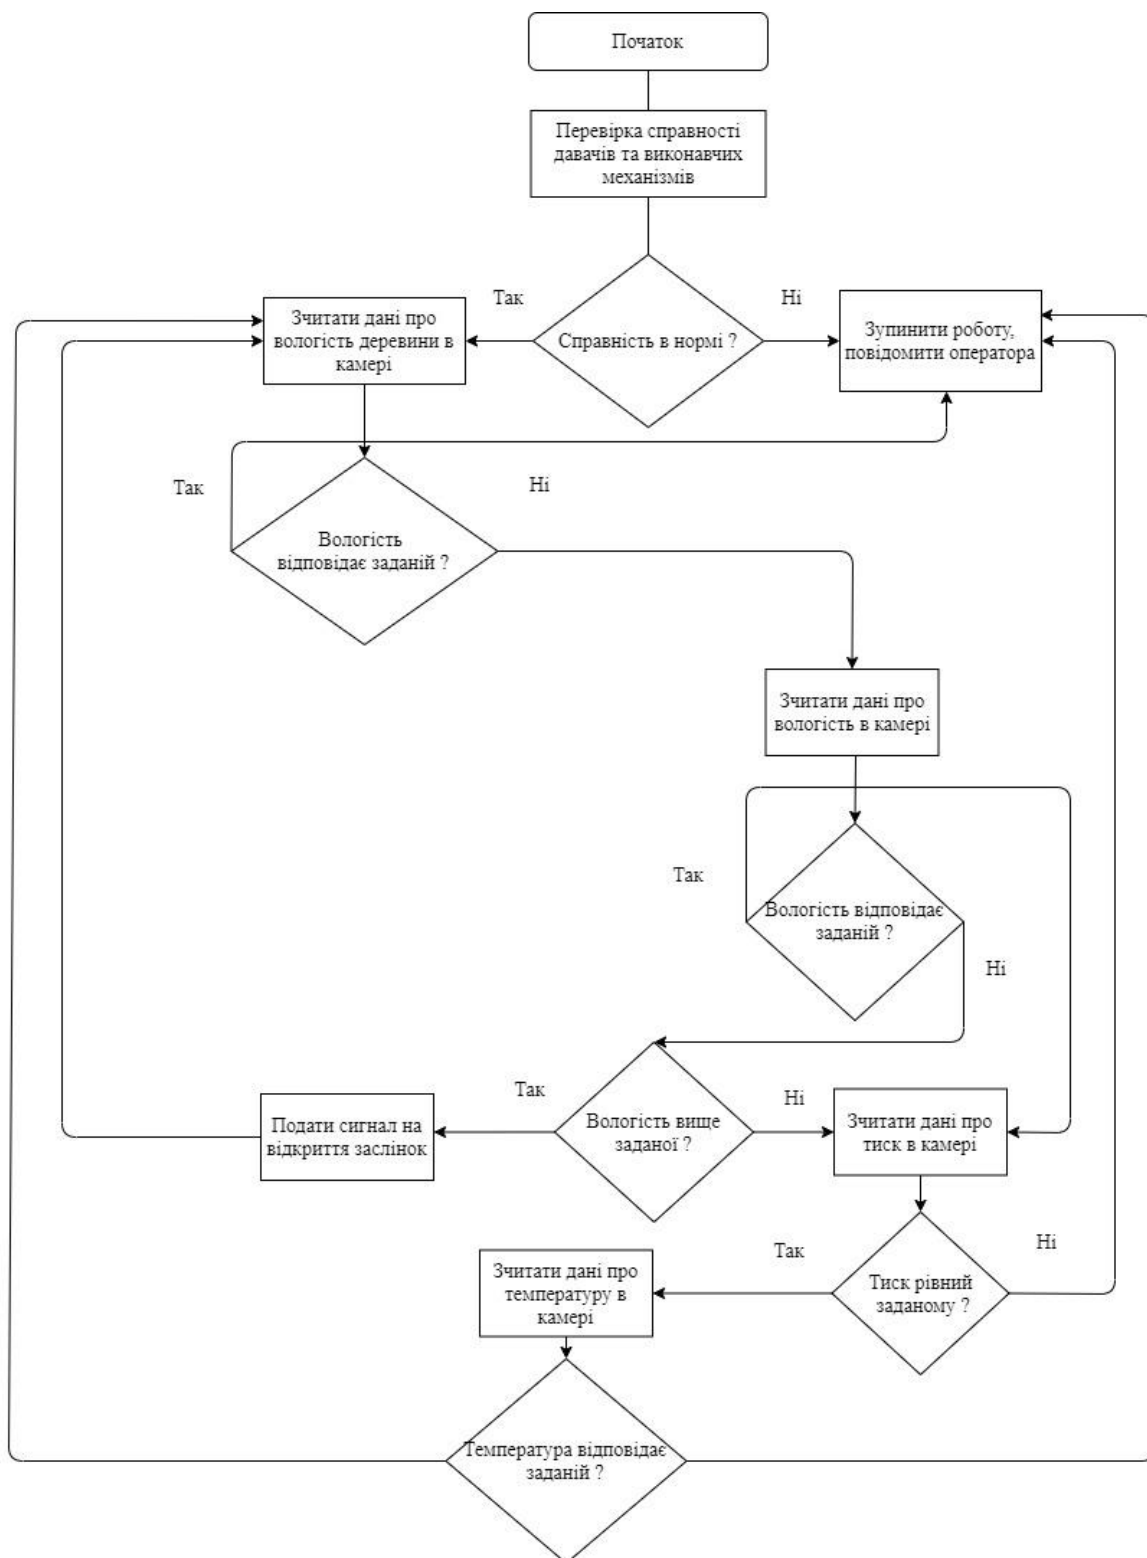 Початок
Перевірка справності
давачів та виконавчих
механізмів
Так
Ні
Зчитати дані про
вологість деревини в
камері
Справність в нормі ?
Зупинити роботу,
повідомити оператора
Так
Ні
Вологість
відповідає заданій ?
Зчитати дані про
вологість в камері
Так
Вологість відповідає
заданій ?
Ні
Так
Ні
Подати сигнал на
відкриття заслінок
Вологість вище
заданої ?
Зчитати дані про
тиск в камері
Так
Ні
Зчитати дані про
температуру в
камері
Тиск рівний
заданому ?
Температура відповідає
заданій ?